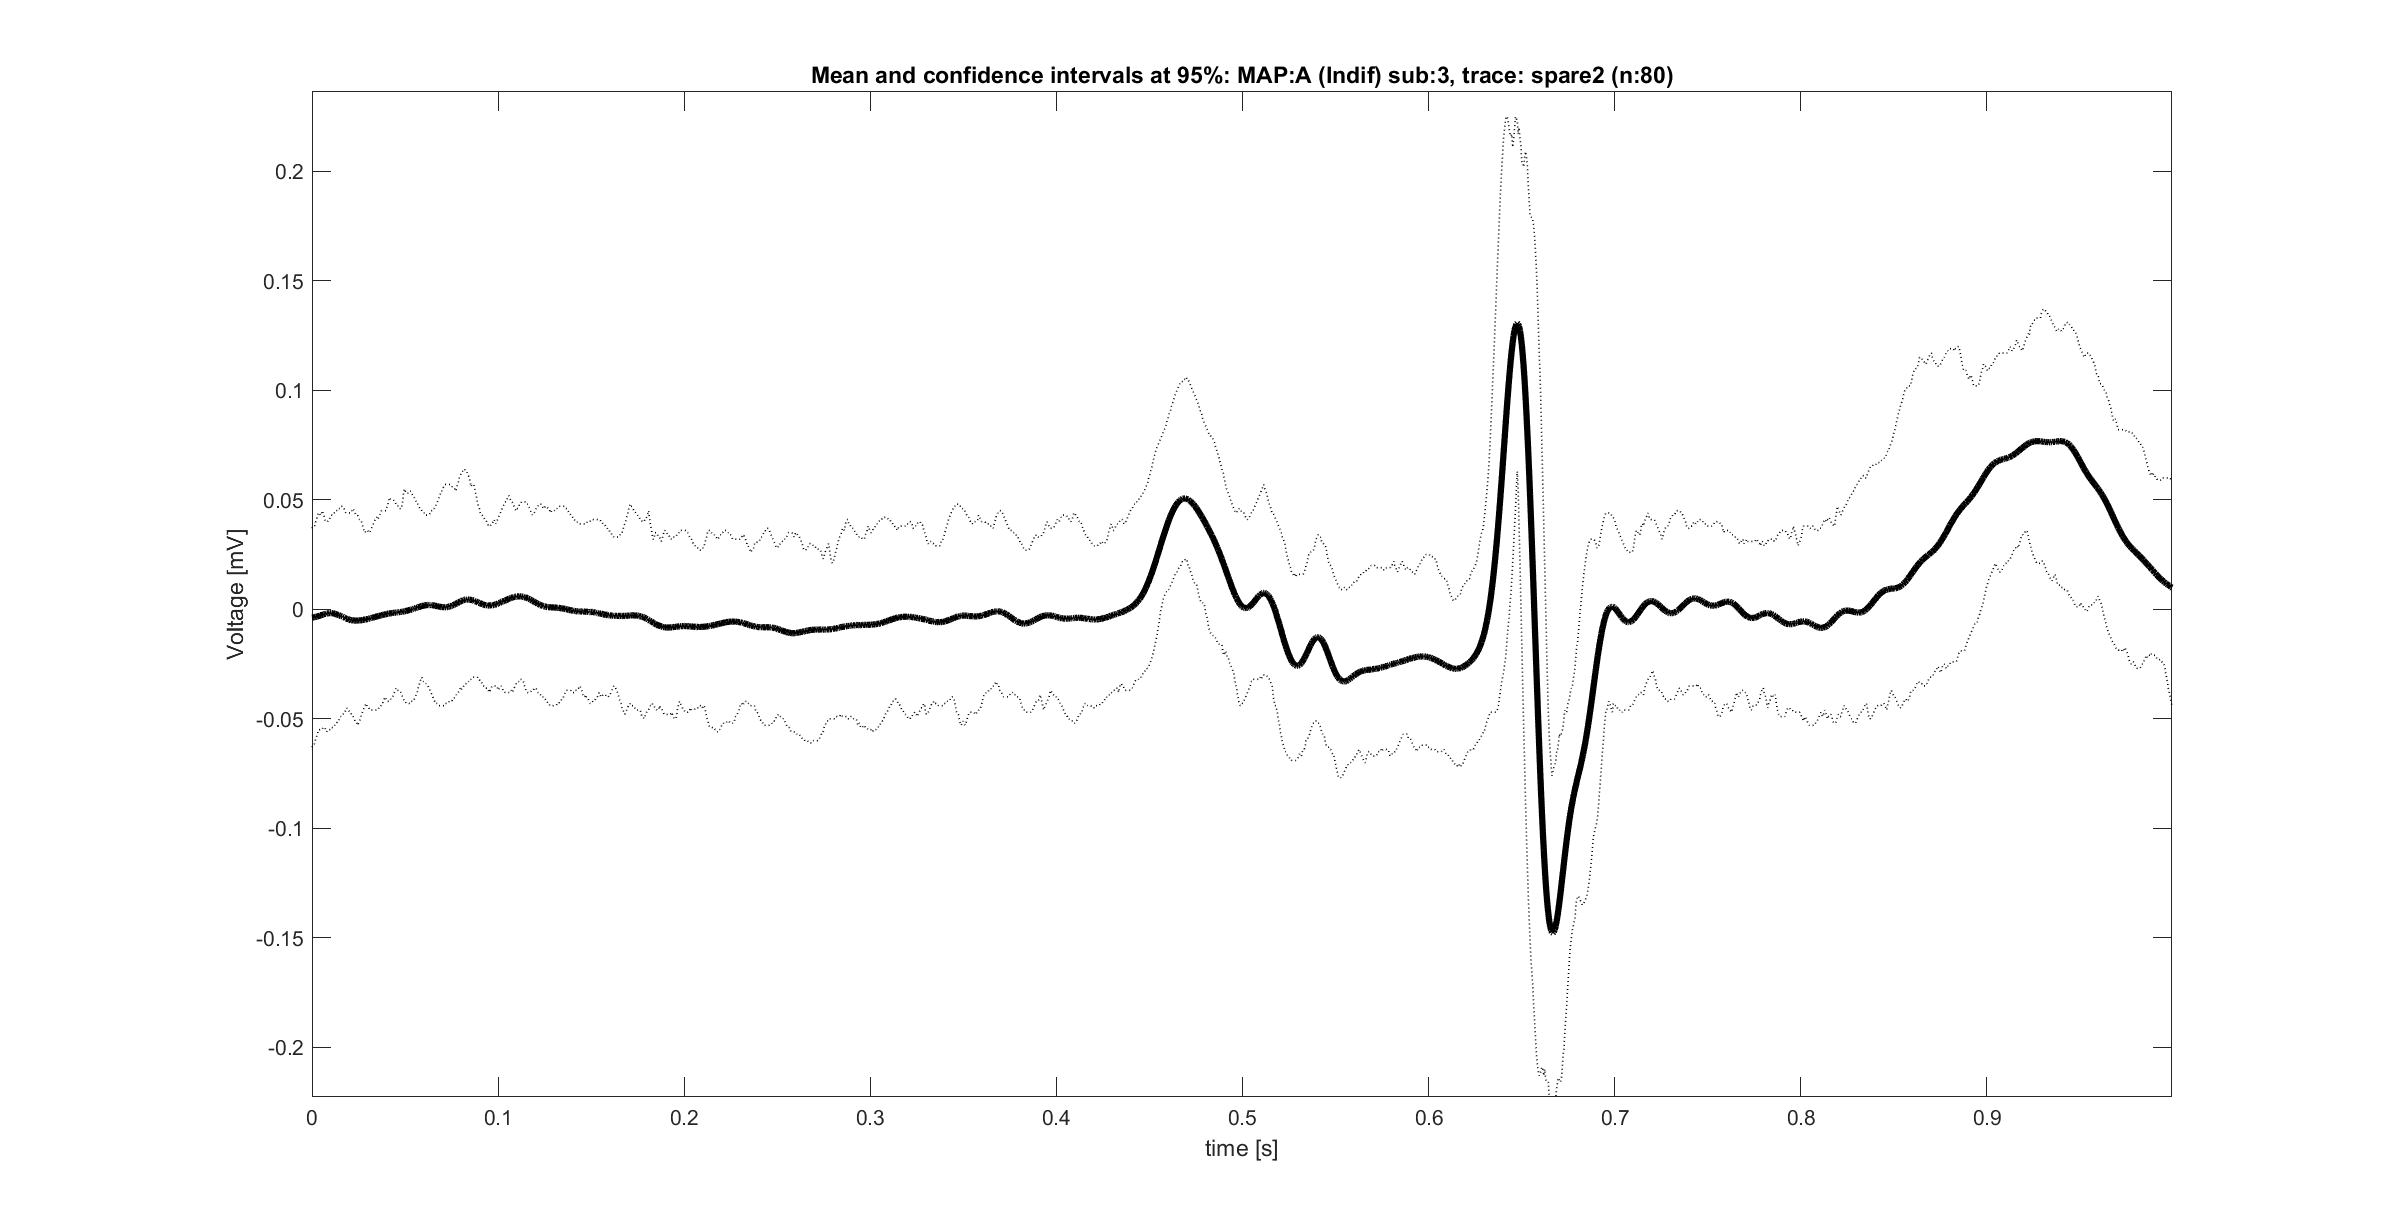 Mean and confidence intervals at 95%: MAP:A (Indif) sub:3, trace: spare2 (n:80)
0.2
0.15
0.1
0.05
0
-0.05
-0.1
-0.15
-0.2
Voltage [mV]
0 0.1 0.2 0.3 0.4 0.5 0.6 0.7 0.8 0.9
time [s]